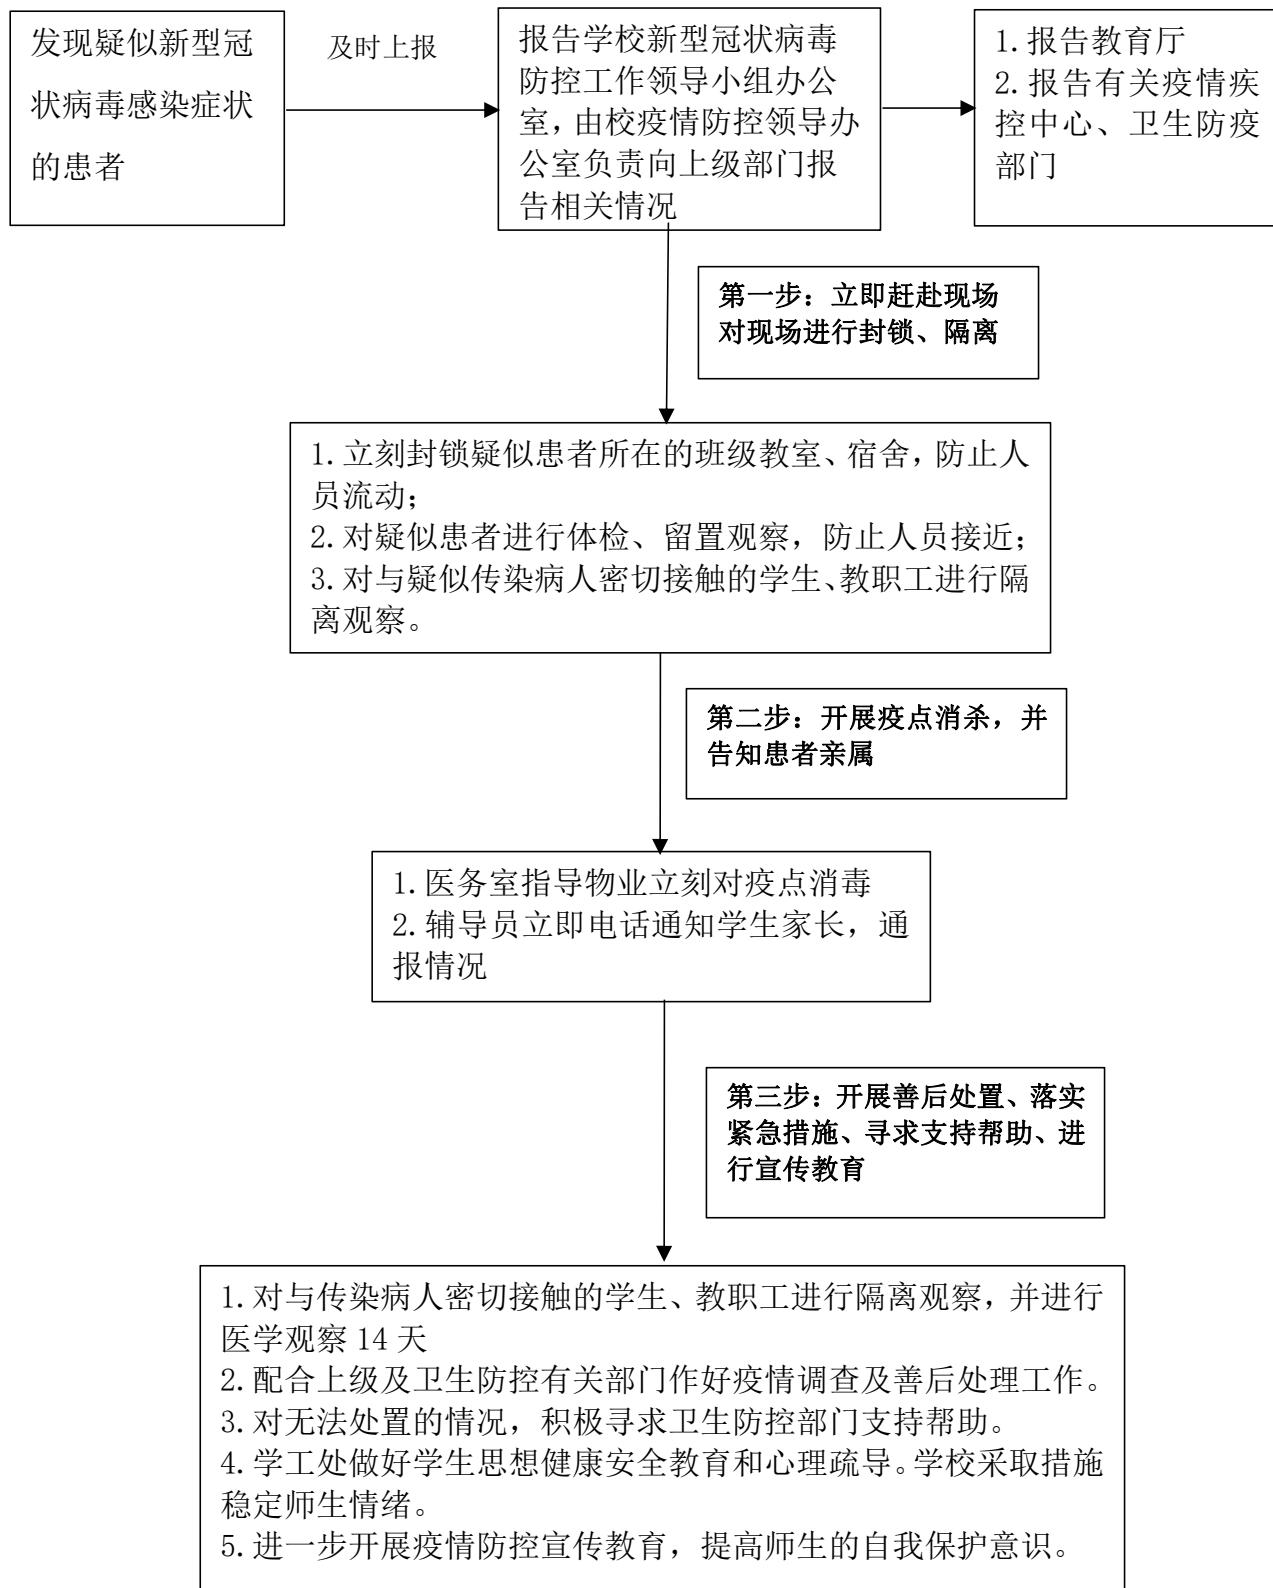 发现疑似新型冠
状病毒感染症状
的患者
及时上报
报告学校新型冠状病毒
防控工作领导小组办公
室，由校疫情防控领导办
公室负责向上级部门报
告相关情况
1.报告教育厅
2.报告有关疫情疾
控中心、卫生防疫
部门
第一步：立即赶赴现场
对现场进行封锁、隔离
1.立刻封锁疑似患者所在的班级教室、宿舍，防止人
员流动；
2.对疑似患者进行体检、留置观察，防止人员接近；
3.对与疑似传染病人密切接触的学生、教职工进行隔
离观察。
第二步：开展疫点消杀，并
告知患者亲属
1.医务室指导物业立刻对疫点消毒
2.辅导员立即电话通知学生家长，通
报情况
第三步：开展善后处置、落实
紧急措施、寻求支持帮助、进
行宣传教育
1.对与传染病人密切接触的学生、教职工进行隔离观察，并进行
医学观察14天
2.配合上级及卫生防控有关部门作好疫情调查及善后处理工作。
3.对无法处置的情况，积极寻求卫生防控部门支持帮助。
4.学工处做好学生思想健康安全教育和心理疏导。学校采取措施
稳定师生情绪。
5.进一步开展疫情防控宣传教育，提高师生的自我保护意识。